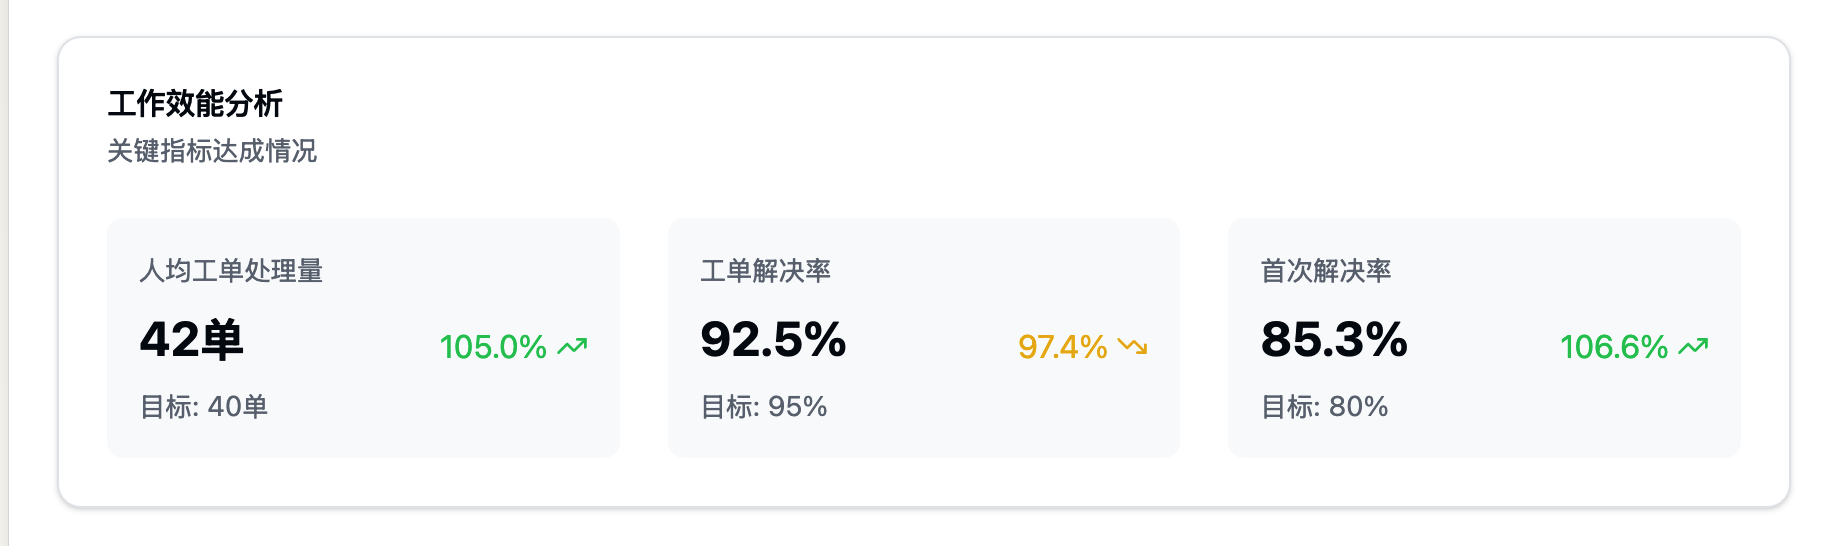 工作效能分析
关键指标达成情况
人均工单处理量
42单 105.0%
目标: 40单
工单解决率
92.5% 97.4%
目标: 95%
首次解决率
85.3% 106.6%
目标: 80%